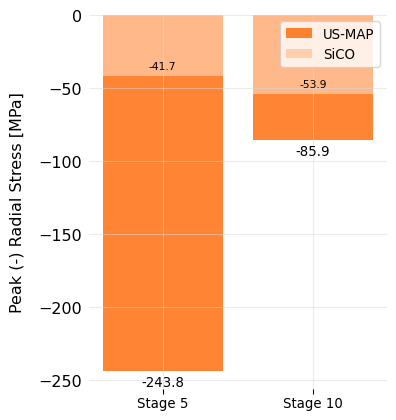 Peak (-) Radial Stress [MPa]
0
−50
−100
−150
−200
−250
US-MAP
SiCO
-41.7
-53.9
-85.9
-243.8
Stage 5
Stage 10